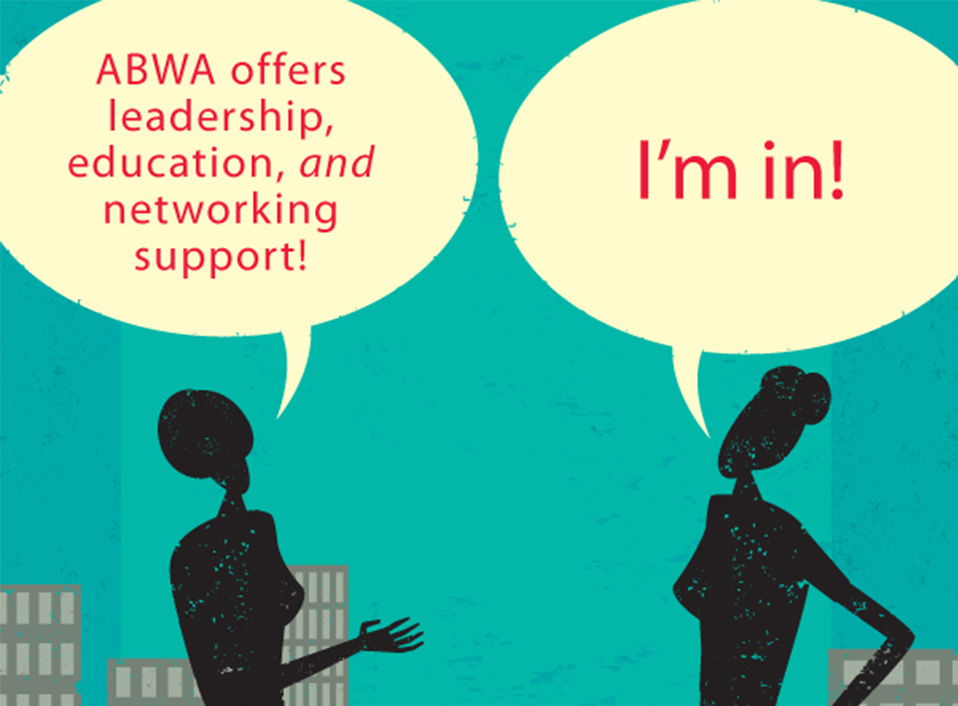 ABWA offers
leadership,
education, and
networking
support!
I’m in!